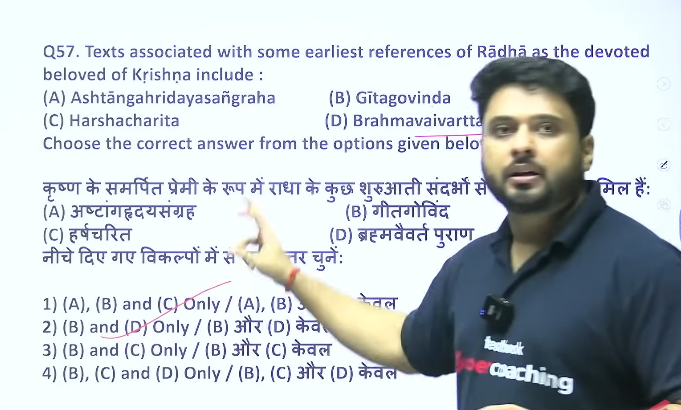 Q57. Texts associated with some earliest references of Rādhā as the devoted
beloved of Kṛishṇa include :
(A) Ashtāngahridayasañgraha (B) Gītagovinda
(C) Harshacharita (D) Brahmavaivartta
Choose the correct answer from the options given
कृष्ण के समर्पित प्रेमी के रूप में राधा के कुछ शुरुआती संदर्भों से मिल हैं:
(A) अष्टांगहृदयसंग्रह (B) गीतगोविंद
(C) हर्षचरित (D) ब्रह्मवैवर्त पुराण
नीचे दिए गए विकल्पों में चुनें:
1) (A), (B) and (C) Only / (A), (B) केवल
2) (B) and (D) Only / (B) और (D)
3) (B) and (C) Only / (B) और (C) केवल
4) (B), (C) and (D) Only / (B), (C) और (D) केवल
coaching